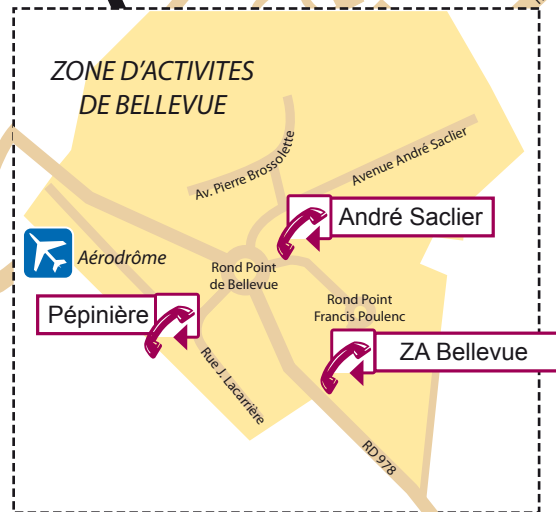 ZONE D'ACTIVITES
DE BELLEVUE
Av. Pierre Brossolette
Avenue André Saclier
André Saclier
Aérodrôme
Rond Point
de Bellevue
Pépinière
Rond Point
Francis Poulenc
ZA Bellevue
Rue J. Lacarrière
RD 978